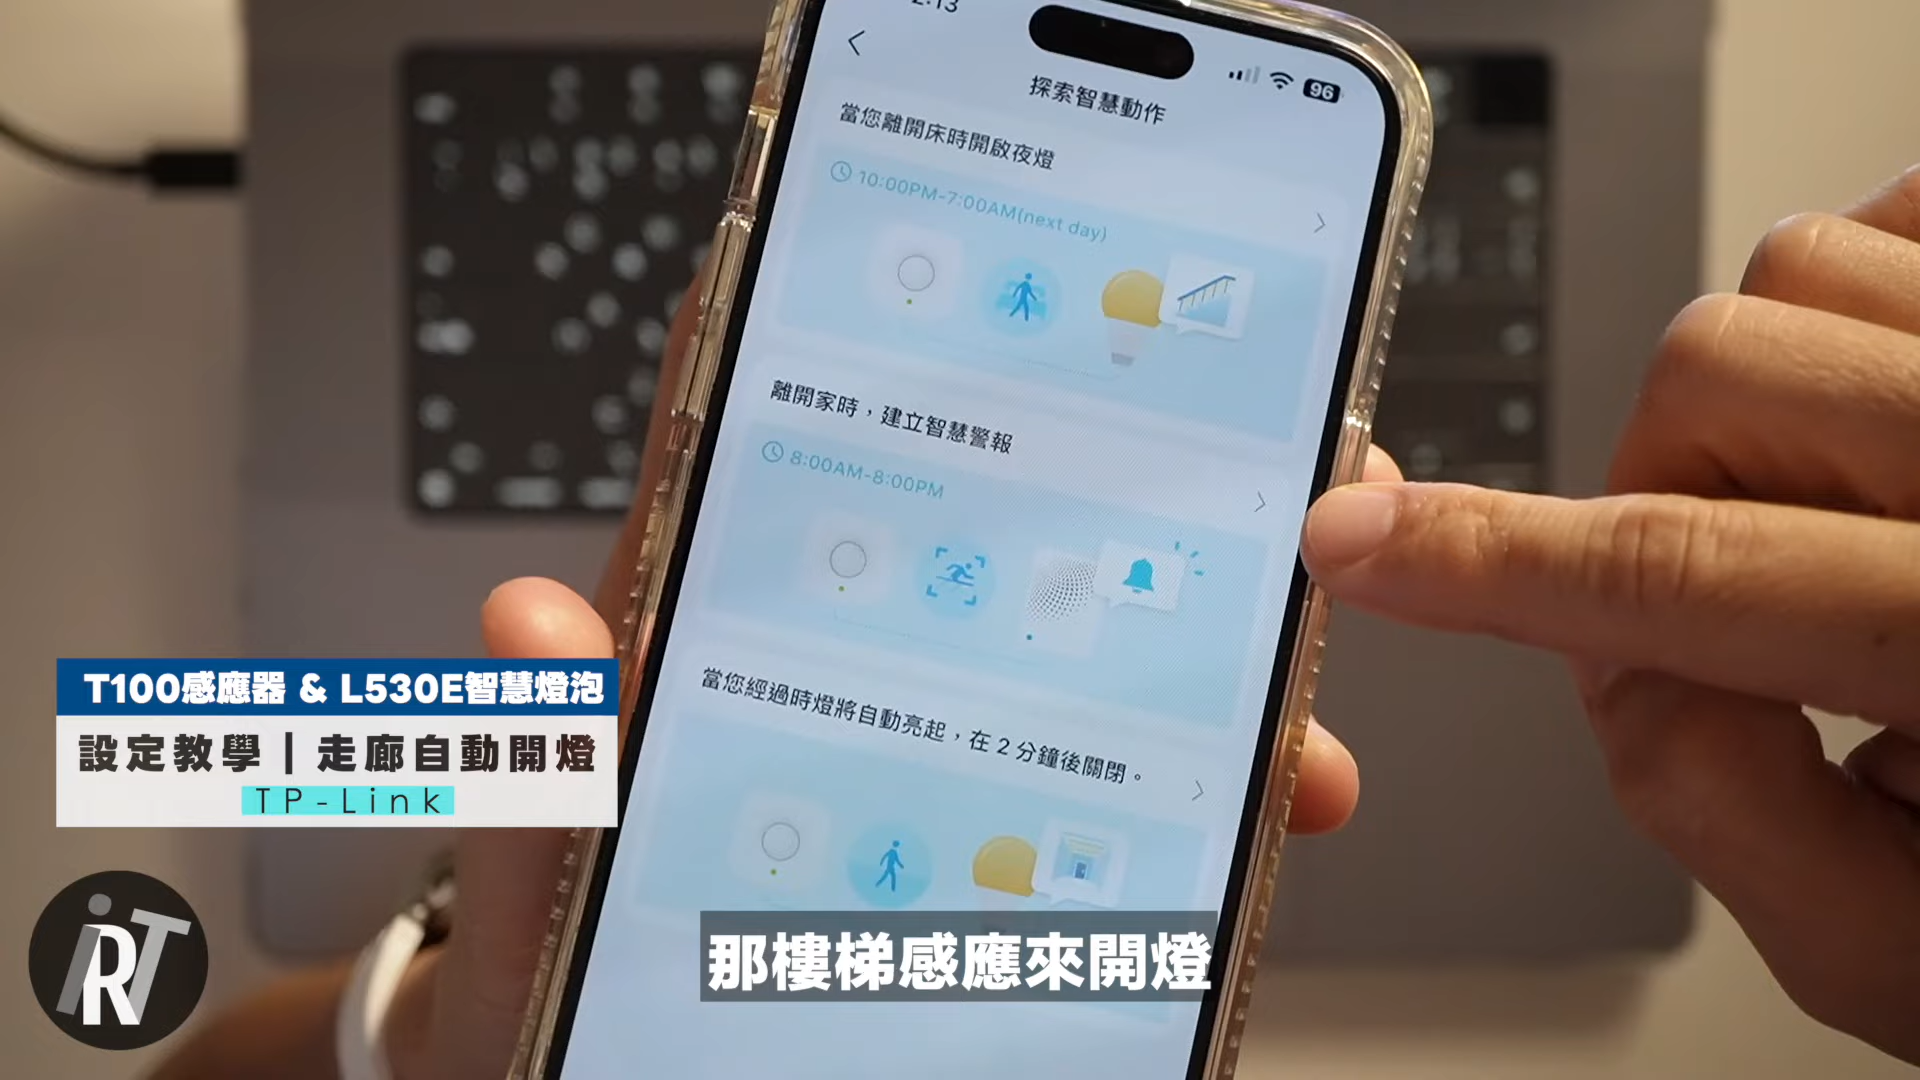 2:13
96
探索智慧動作
當您離開床時開啟夜燈
10:00PM-7:00AM(next day)
離開家時，建立智慧警報
8:00AM-8:00PM
當您經過時燈將自動亮起，在 2 分鐘後關閉。
T100感應器 & L530E智慧燈泡
設定教學｜走廊自動開燈
TP-Link
iRT
那樓梯感應來開燈